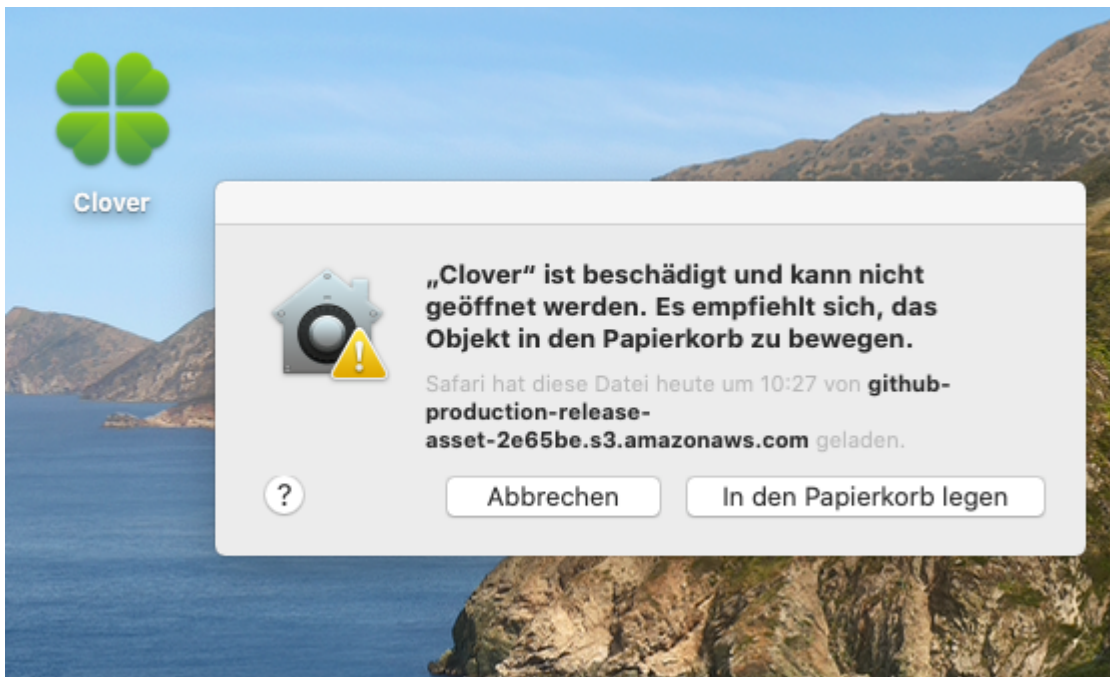 Clover
„Clover" ist beschädigt und kann nicht
geöffnet werden. Es empfiehlt sich, das
Objekt in den Papierkorb zu bewegen.
Safari hat diese Datei heute um 10:27 von github-
production-release-
asset-2e65be.s3.amazonaws.com geladen.
?
Abbrechen
In den Papierkorb legen